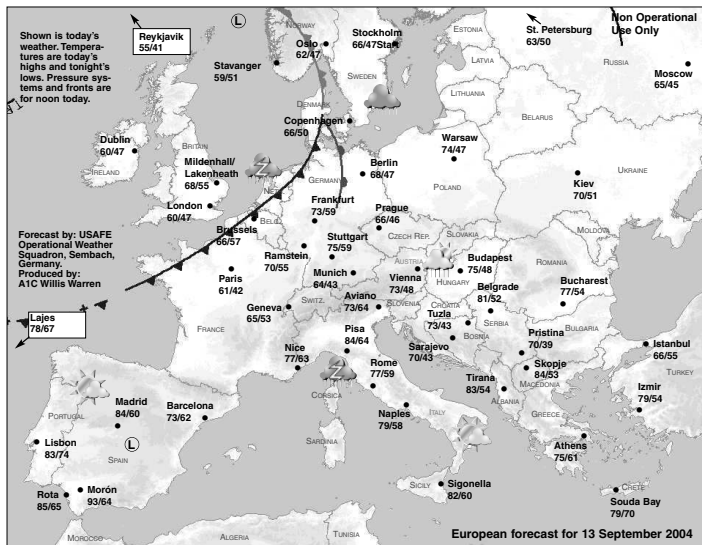 Shown is today's
weather. Tempera-
tures are today's
highs and tonight's
lows. Pressure sys-
tems and fronts are
for noon today.
Reykjavik
55/41
L
NORWAY
Oslo
62/47
Stockholm
66/47Start
ESTONIA
St. Petersburg
63/50
Non Operational
Use Only
RUSSIA
Stavanger
59/51
SWEDEN
LATVIA
Moscow
65/45
LITHUANIA
DENMARK
Copenhagen
66/50
BELARUS
Dublin
60/47
IRELAND
BRITAIN
Mildenhall/
Lakenheath
68/55
London
60/47
NE
GERMANY
Berlin
68/47
Warsaw
74/47
POLAND
UKRAINE
Kiev
70/51
Frankfurt
73/59
Prague
66/46
CZECH REP.
SLOVAKIA
MOLDOVA
Brussels
66/57
BELG
Stuttgart
75/59
Ramstein
70/55
Forecast by: USAFE
Operational Weather
Squadron, Sembach,
Germany.
Produced by:
A1C Willis Warren
Paris
61/42
Munich
64/43
AUSTRIA
Vienna
73/48
Budapest
75/48
HUNGARY
ROMANIA
Bucharest
77/54
Lajes
78/67
FRANCE
Geneva
65/53
SWITZ.
Aviano
73/64
SLOVENIA
CROATIA
Belgrade
81/52
Tuzla
73/43
BOSNIA
SERBIA
BULGARIA
Pisa
84/64
Nice
77/63
Sarajevo
70/43
Pristina
70/39
Istanbul
66/55
TURKEY
Rome
77/59
Skopje
84/53
MACEDONIA
Tirana
83/54
ALBANIA
Izmir
79/54
PORTUGAL
Madrid
84/60
Barcelona
73/62
CORSICA
Naples
79/58
ITALY
GREECE
Lisbon
83/74
L
SPAIN
SARDINIA
Athens
75/61
Rota
85/65
Morón
93/64
SICILY
Sigonella
82/60
CRETE
Souda Bay
79/70
MOROCCO
ALGERIA
TUNISIA
European forecast for 13 September 2004